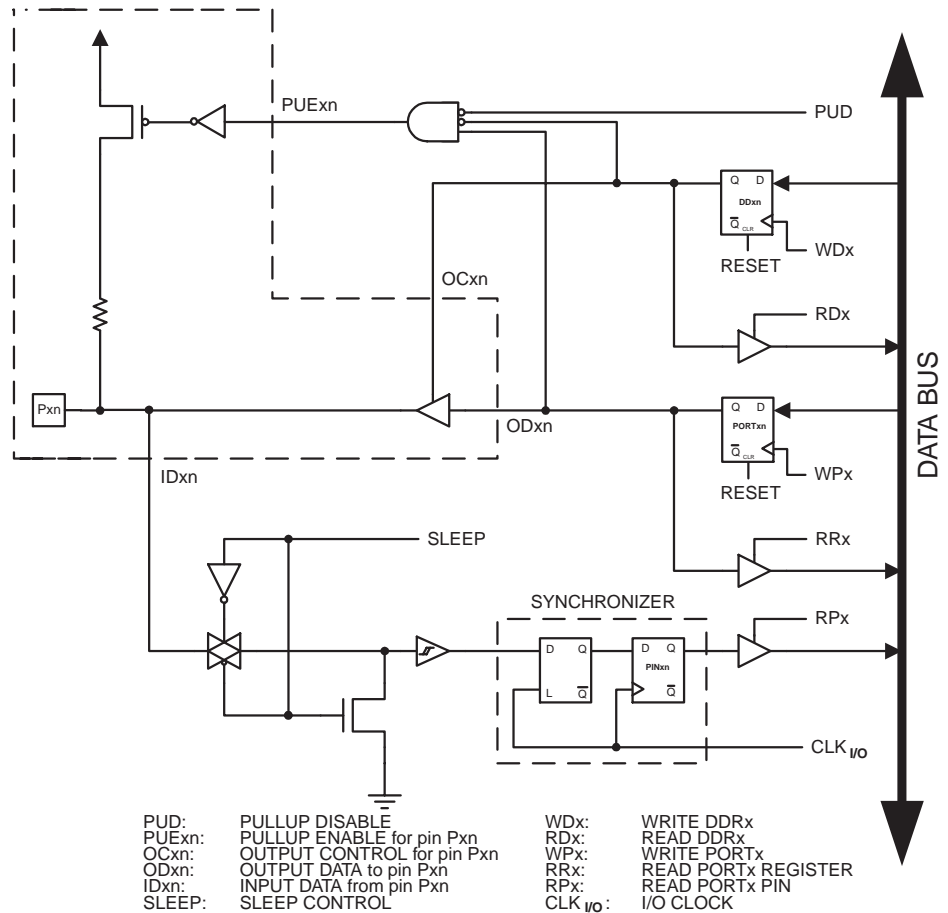 PUExn
PUD
Q D
DDxn
Q CLR
WDx
RESET
OCxn
RDx
Pxn
ODxn
Q D
PORTxn
Q CLR
WPx
RESET
IDxn
DATA BUS
SLEEP
RRx
SYNCHRONIZER
RPx
D Q
L Q
D Q
PINxn
Q
CLK I/O
PUD: PULLUP DISABLE
PUExn: PULLUP ENABLE for pin Pxn
OCxn: OUTPUT CONTROL for pin Pxn
ODxn: OUTPUT DATA to pin Pxn
IDxn: INPUT DATA from pin Pxn
SLEEP: SLEEP CONTROL
WDx: WRITE DDRx
RDx: READ DDRx
WPx: WRITE PORTx
RRx: READ PORTx REGISTER
RPx: READ PORTx PIN
CLK I/O: I/O CLOCK